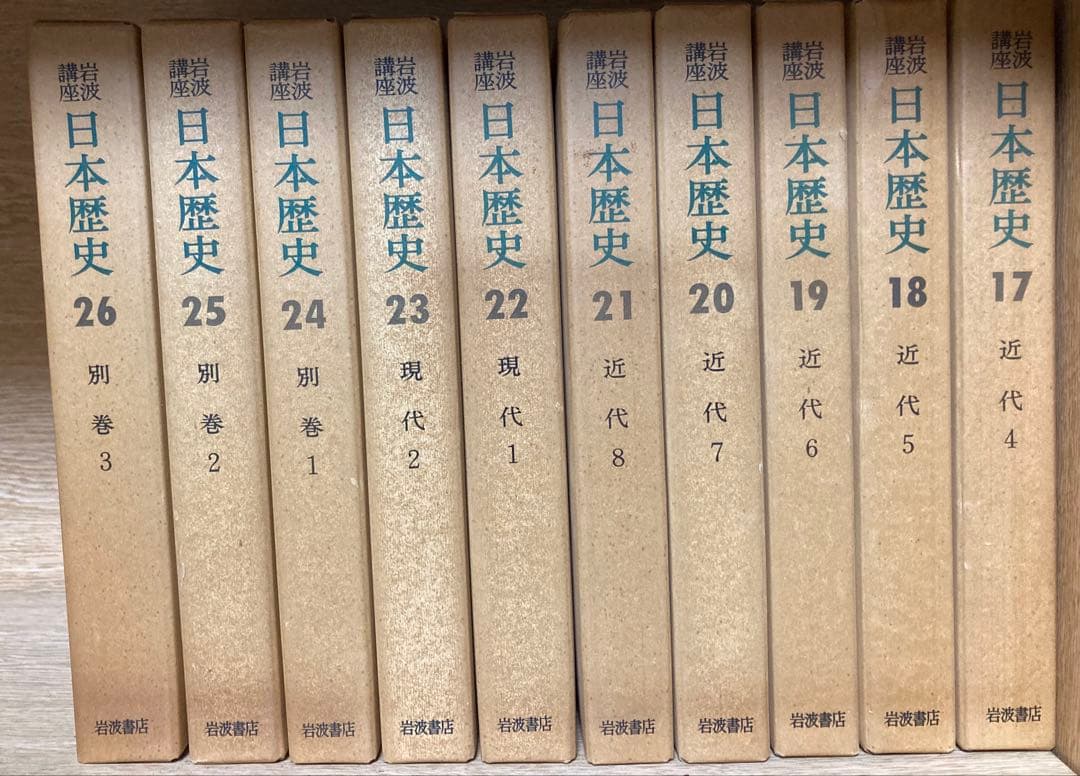 岩波講座
日本歴史
26
別巻3
岩波書店
岩波講座
日本歴史
25
別巻2
岩波書店
岩波講座
日本歴史
24
別巻1
岩波書店
岩波講座
日本歴史
23
現代2
岩波書店
岩波講座
日本歴史
22
現代1
岩波書店
岩波講座
日本歴史
21
近代8
岩波書店
岩波講座
日本歴史
20
近代7
岩波書店
岩波講座
日本歴史
19
近代6
岩波書店
岩波講座
日本歴史
18
近代5
岩波書店
岩波講座
日本歴史
17
近代4
岩波書店